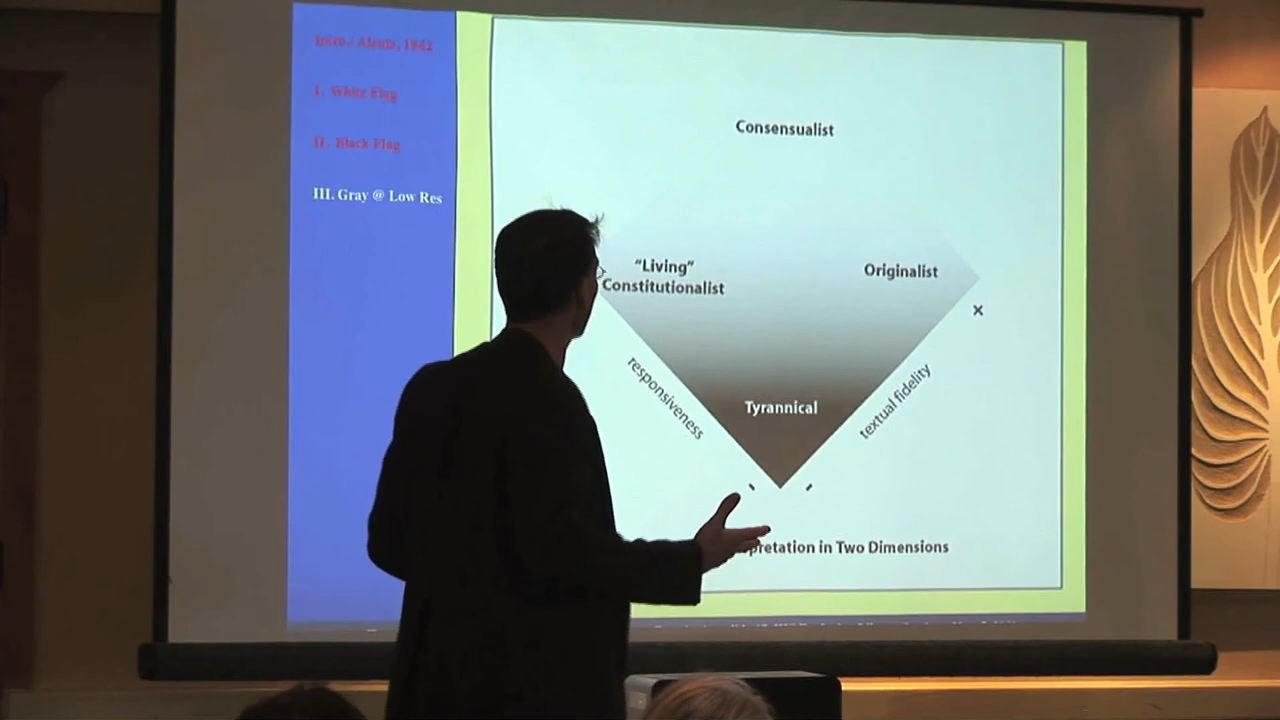 Intro.: Aleuts, 1942
I. White Flag
II. Black Flag
III. Gray @ Low Res
Consensualist
“Living”
Constitutionalist
Originalist
x
responsiveness
Tyrannical
textual fidelity
-
-
pretation in Two Dimensions